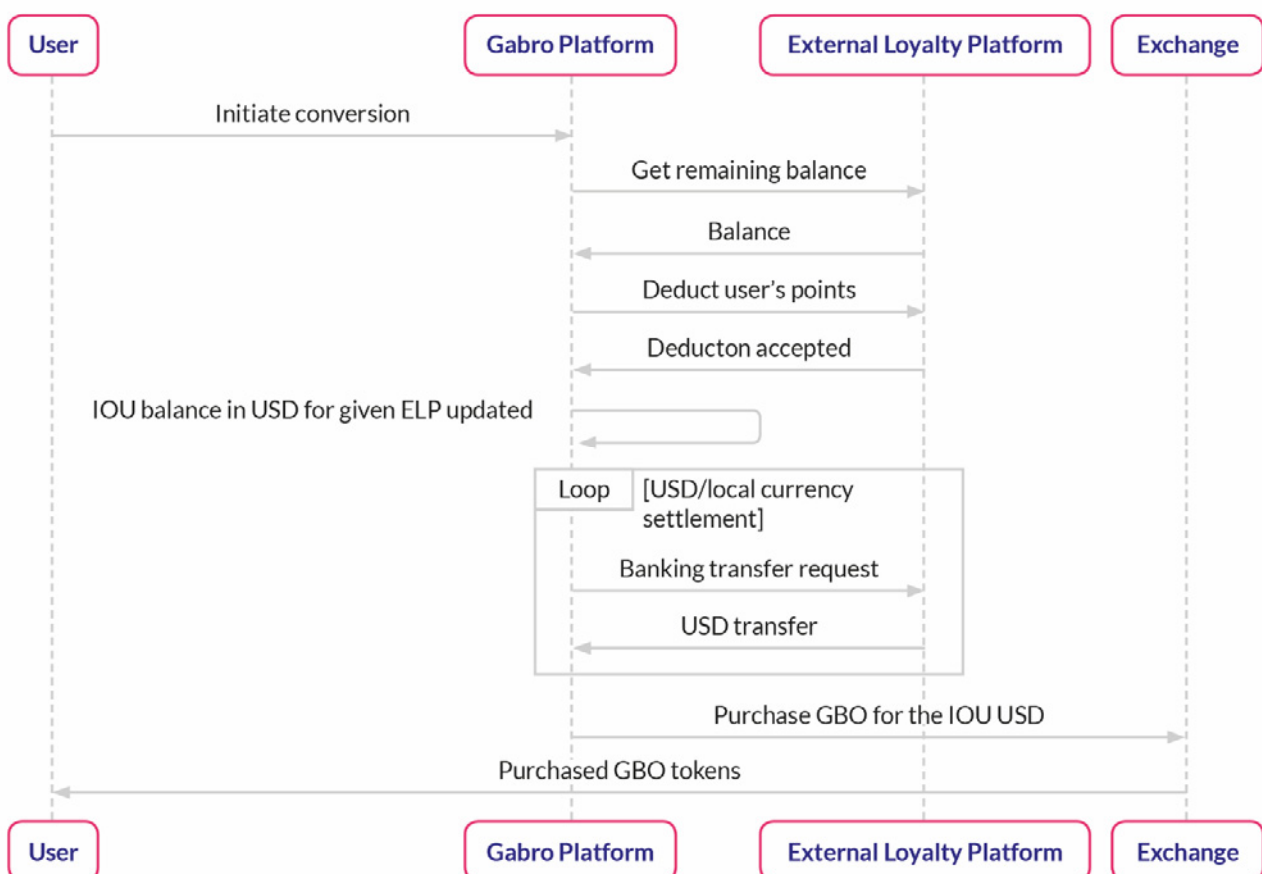 User
Gabro Platform
External Loyalty Platform
Exchange
Initiate conversion
Get remaining balance
Balance
Deduct user's points
Deducton accepted
IOU balance in USD for given ELP updated
Loop
[USD/local currency
settlement]
Banking transfer request
USD transfer
Purchase GBO for the IOU USD
Purchased GBO tokens
User
Gabro Platform
External Loyalty Platform
Exchange